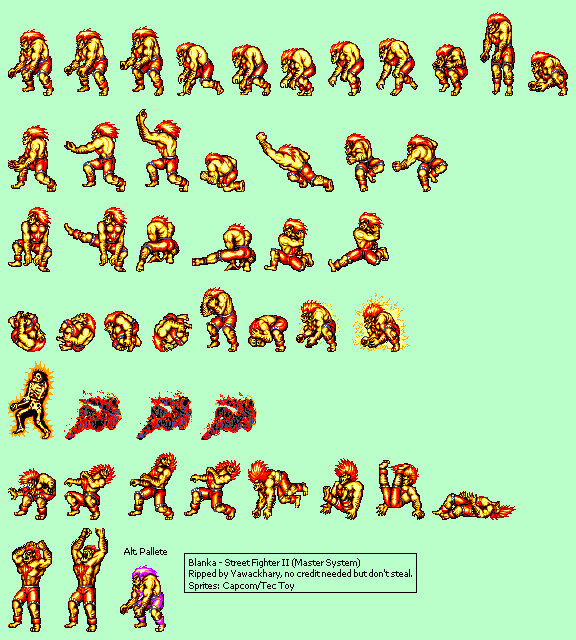 Alt. Pallete
Blanka - Street Fighter II (Master System)
Ripped by Yawackhary, no credit needed but don't steal.
Sprites: Capcom/Tec Toy